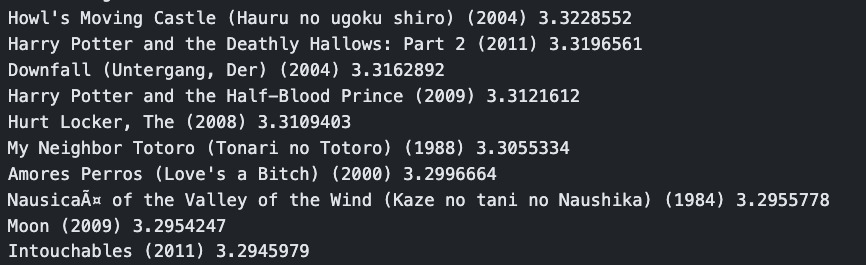 Howl's Moving Castle (Hauru no ugoku shiro) (2004) 3.3228552
Harry Potter and the Deathly Hallows: Part 2 (2011) 3.3196561
Downfall (Untergang, Der) (2004) 3.3162892
Harry Potter and the Half-Blood Prince (2009) 3.3121612
Hurt Locker, The (2008) 3.3109403
My Neighbor Totoro (Tonari no Totoro) (1988) 3.3055334
Amores Perros (Love's a Bitch) (2000) 3.2996664
NausicaÃ¤ of the Valley of the Wind (Kaze no tani no Naushika) (1984) 3.2955778
Moon (2009) 3.2954247
Intouchables (2011) 3.2945979